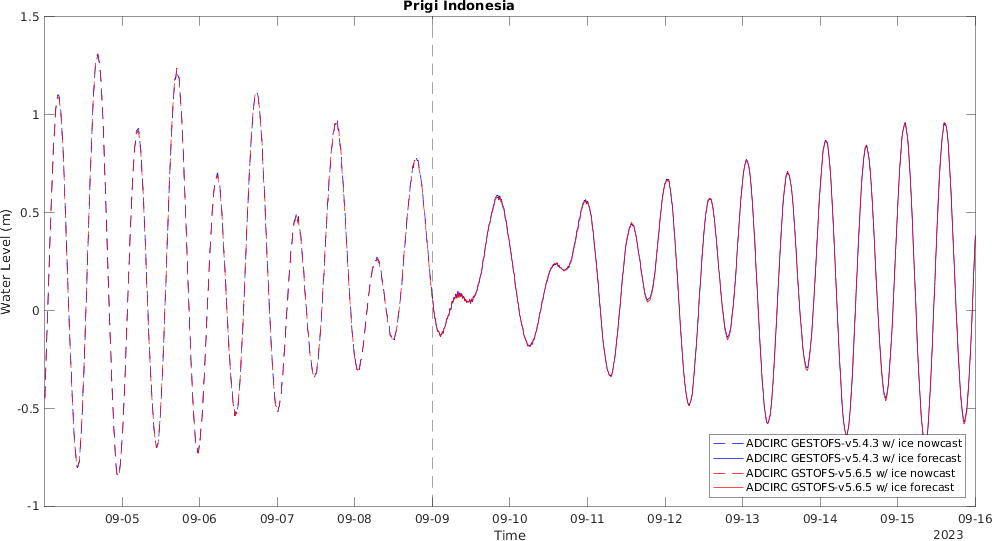 Prigi Indonesia
1.5
1
0.5
0
-0.5
-1
Water Level (m)
09-05 09-06 09-07 09-08 09-09 09-10 09-11 09-12 09-13 09-14 09-15 09-16
Time
2023
ADCIRC GESTOFS-v5.4.3 w/ ice nowcast
ADCIRC GESTOFS-v5.4.3 w/ ice forecast
ADCIRC GSTOFS-v5.6.5 w/ ice nowcast
ADCIRC GSTOFS-v5.6.5 w/ ice forecast